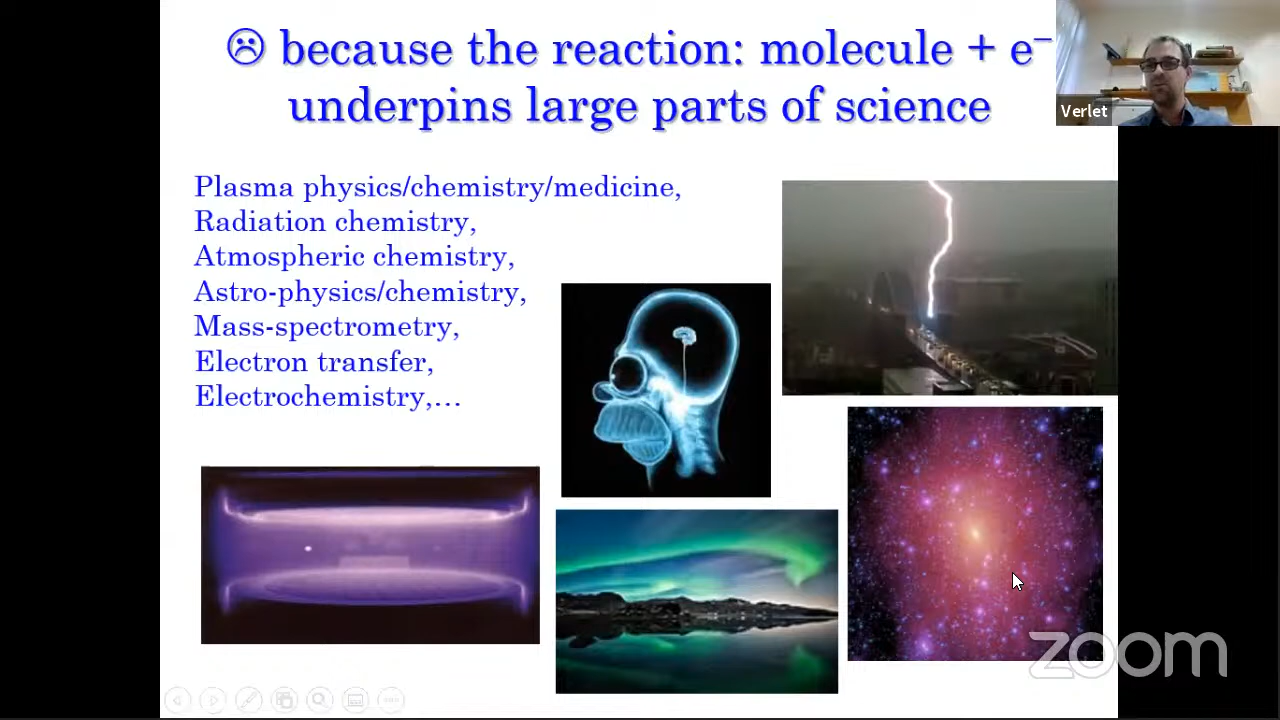 ☹ because the reaction: molecule + e⁻
underpins large parts of science
Verlet
Plasma physics/chemistry/medicine,
Radiation chemistry,
Atmospheric chemistry,
Astro-physics/chemistry,
Mass-spectrometry,
Electron transfer,
Electrochemistry,…
zoom